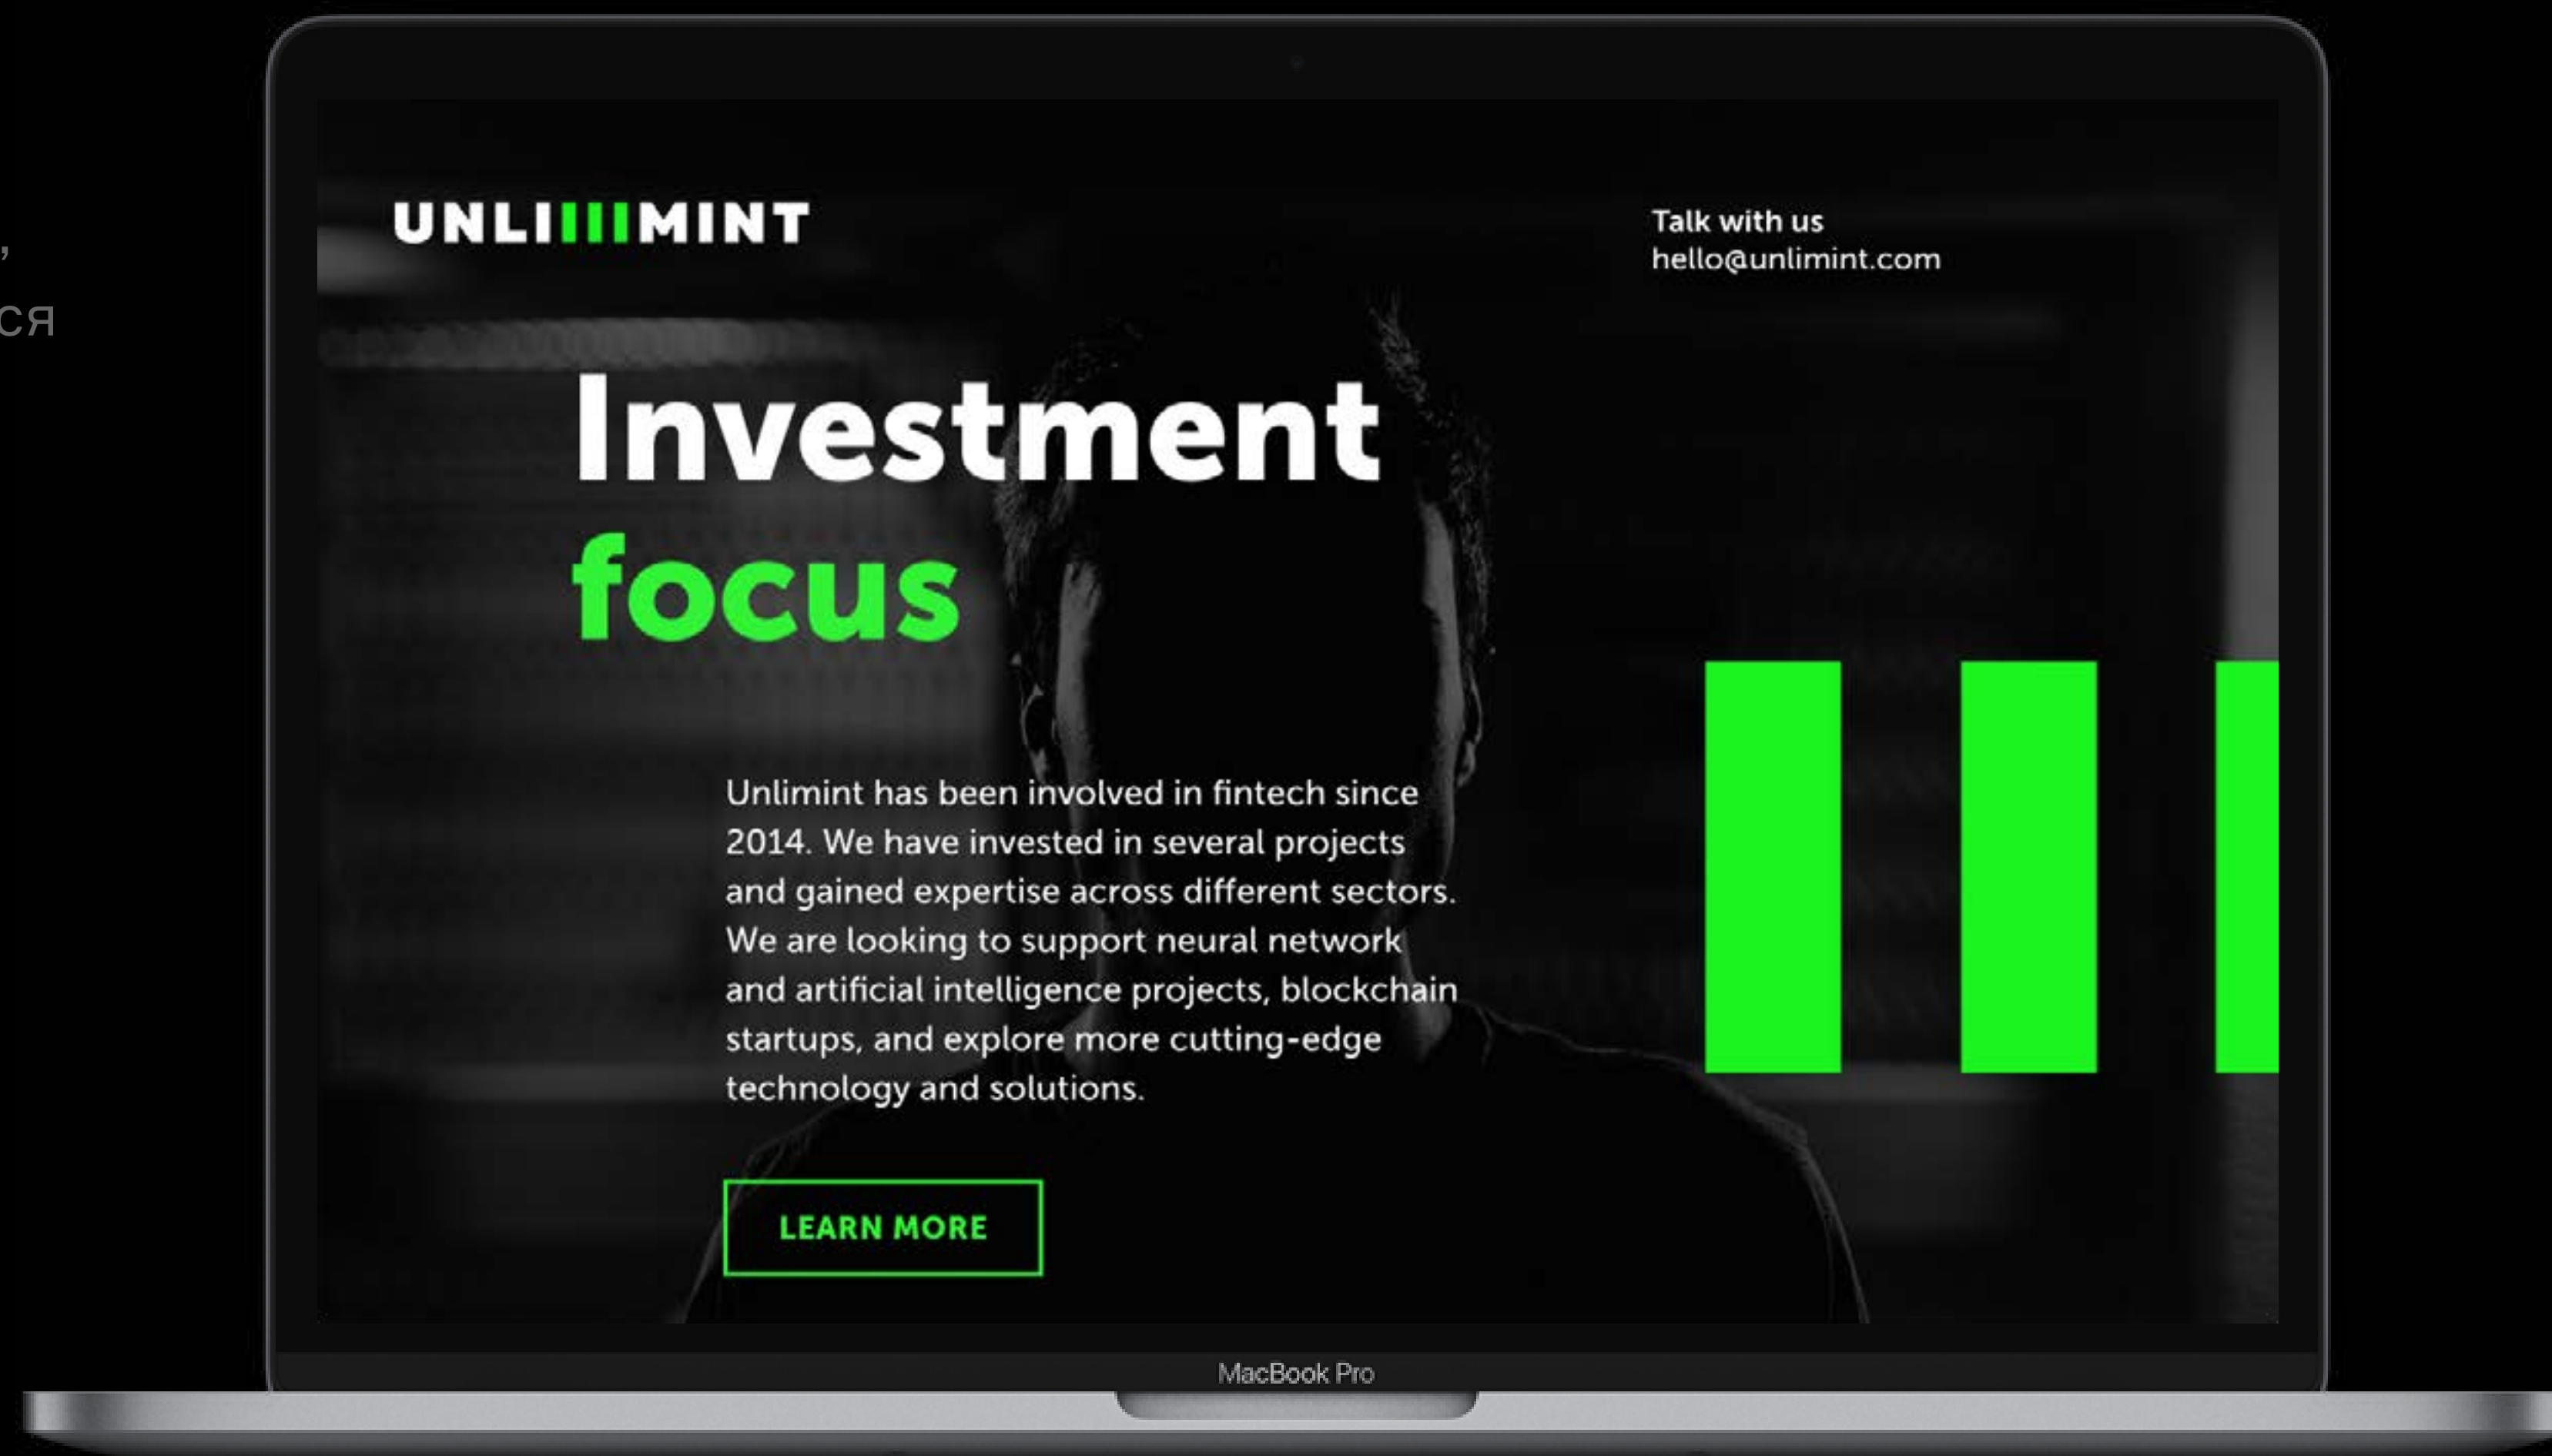 ,
ся
UNLIIIIMINT
Talk with us
hello@unlimint.com
Investment
focus
Unlimint has been involved in fintech since
2014. We have invested in several projects
and gained expertise across different sectors.
We are looking to support neural network
and artificial intelligence projects, blockchain
startups, and explore more cutting-edge
technology and solutions.
LEARN MORE
MacBook Pro